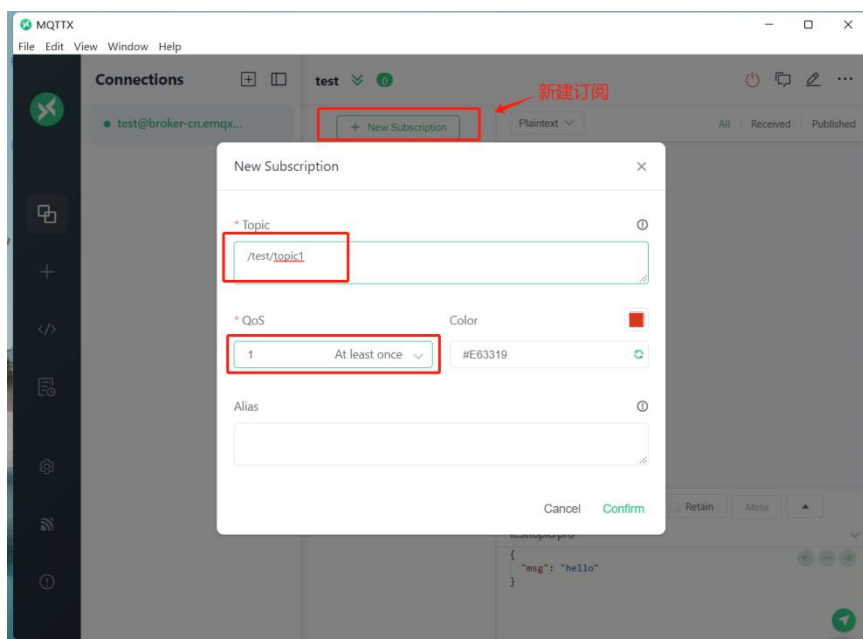 MQTTX
File Edit View Window Help
Connections
test 0
新建订阅
test@broker-cn.emqx...
+ New Subscription
Plaintext
All Received Published
New Subscription
* Topic
/test/topic1
* QoS
Color
1 At least once
#E63319
Alias
Cancel Confirm
Retain Meta
{
"msg": "hello"
}